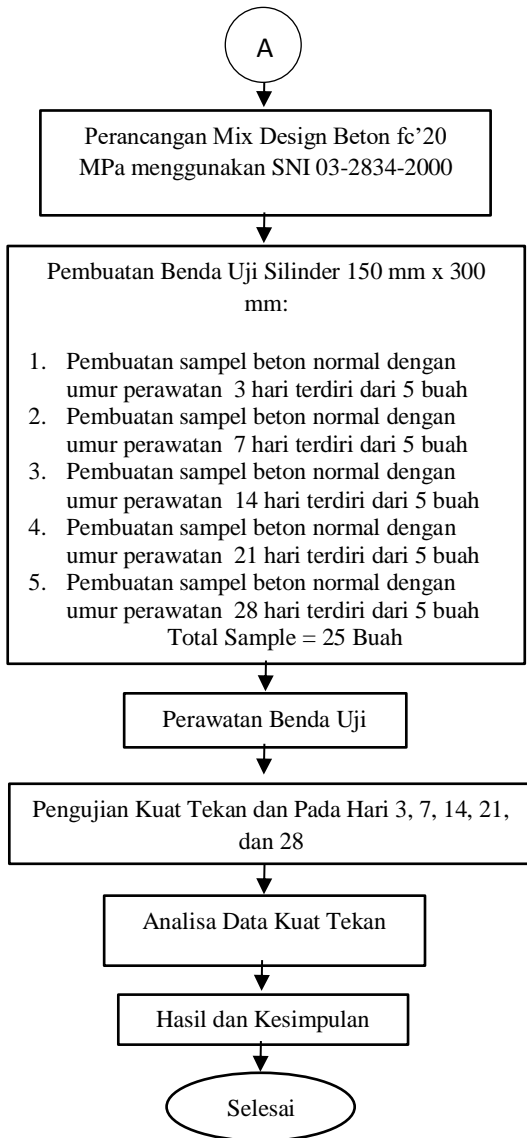 A
Perancangan Mix Design Beton fc’20
MPa menggunakan SNI 03-2834-2000
Pembuatan Benda Uji Silinder 150 mm x 300
mm:
1. Pembuatan sampel beton normal dengan
umur perawatan 3 hari terdiri dari 5 buah
2. Pembuatan sampel beton normal dengan
umur perawatan 7 hari terdiri dari 5 buah
3. Pembuatan sampel beton normal dengan
umur perawatan 14 hari terdiri dari 5 buah
4. Pembuatan sampel beton normal dengan
umur perawatan 21 hari terdiri dari 5 buah
5. Pembuatan sampel beton normal dengan
umur perawatan 28 hari terdiri dari 5 buah
Total Sample = 25 Buah
Perawatan Benda Uji
Pengujian Kuat Tekan dan Pada Hari 3, 7, 14, 21,
dan 28
Analisa Data Kuat Tekan
Hasil dan Kesimpulan
Selesai